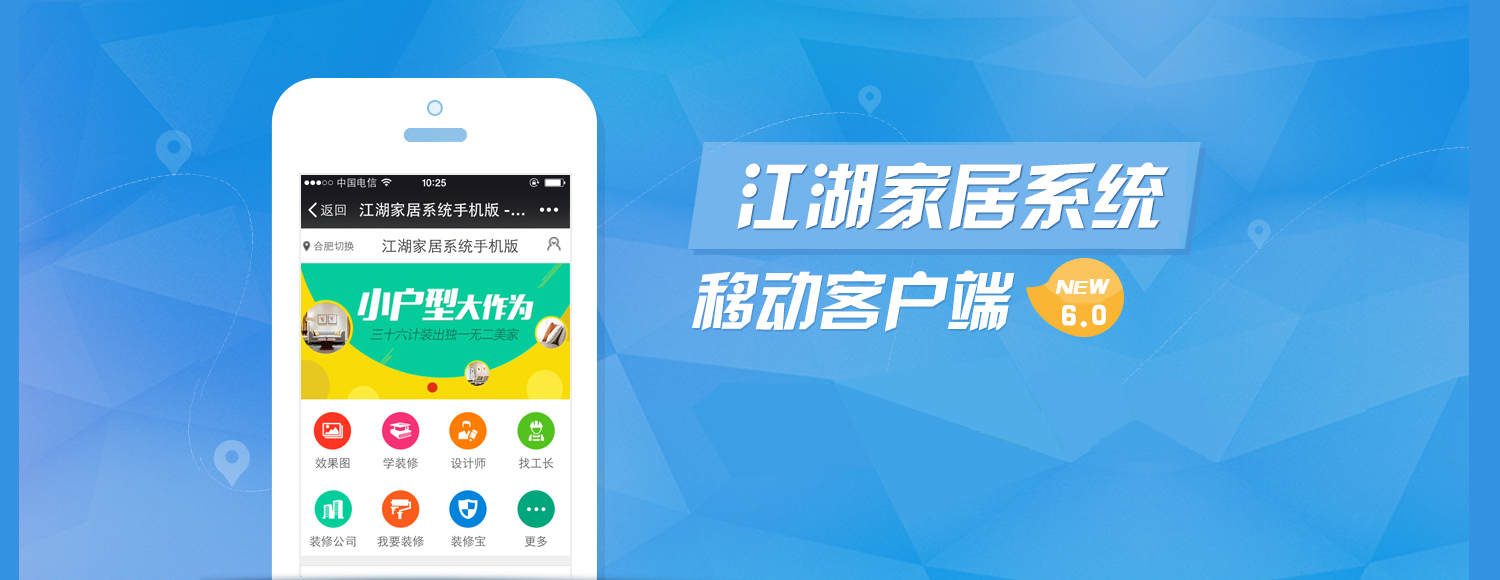 中国电信 10:25
返回 江湖家居系统手机版 -...
合肥切换 江湖家居系统手机版
小户型大作为
三十六计装出独一无二美家
效果图 学装修 设计师 找工长
装修公司 我要装修 装修宝 更多
江湖家居系统
移动客户端
NEW
6.0